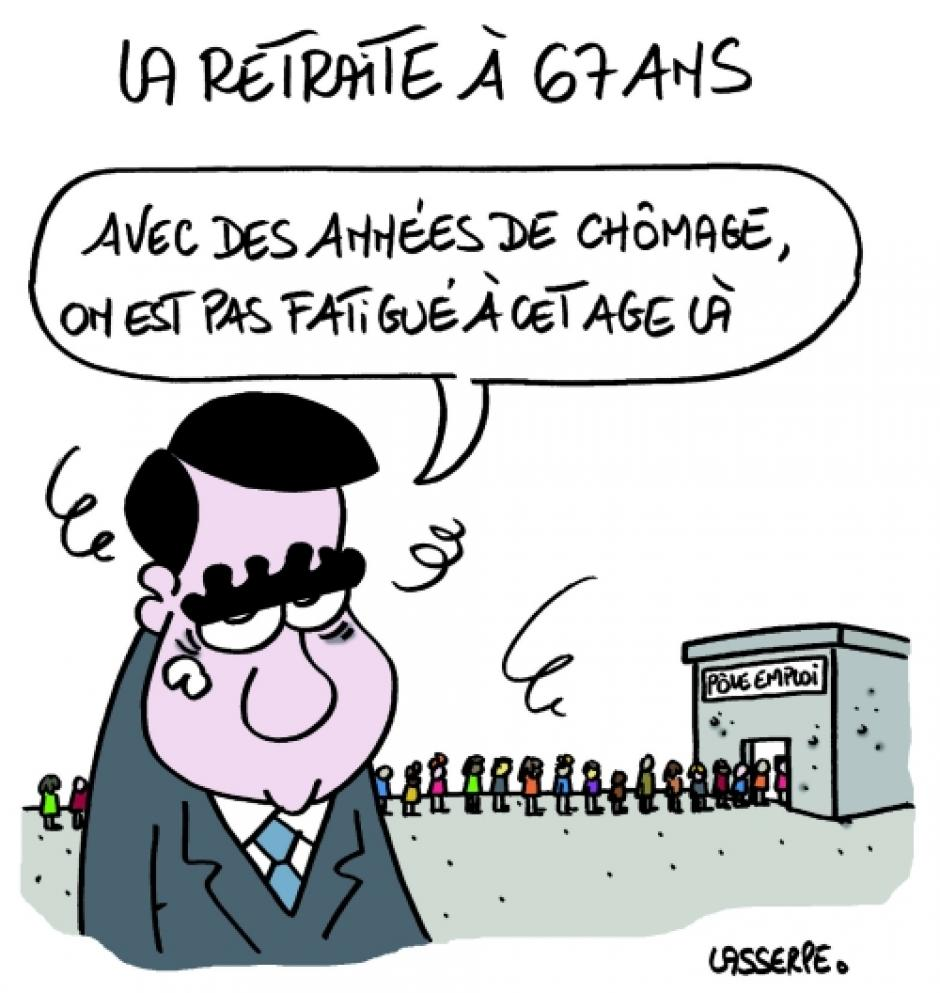 LA RETRAITE À 67 ANS
AVEC DES ANNÉES DE CHÔMAGE,
ON EST PAS FATIGUÉ À CET AGE LÀ
PÔLE EMPLOI
LASSERPE.